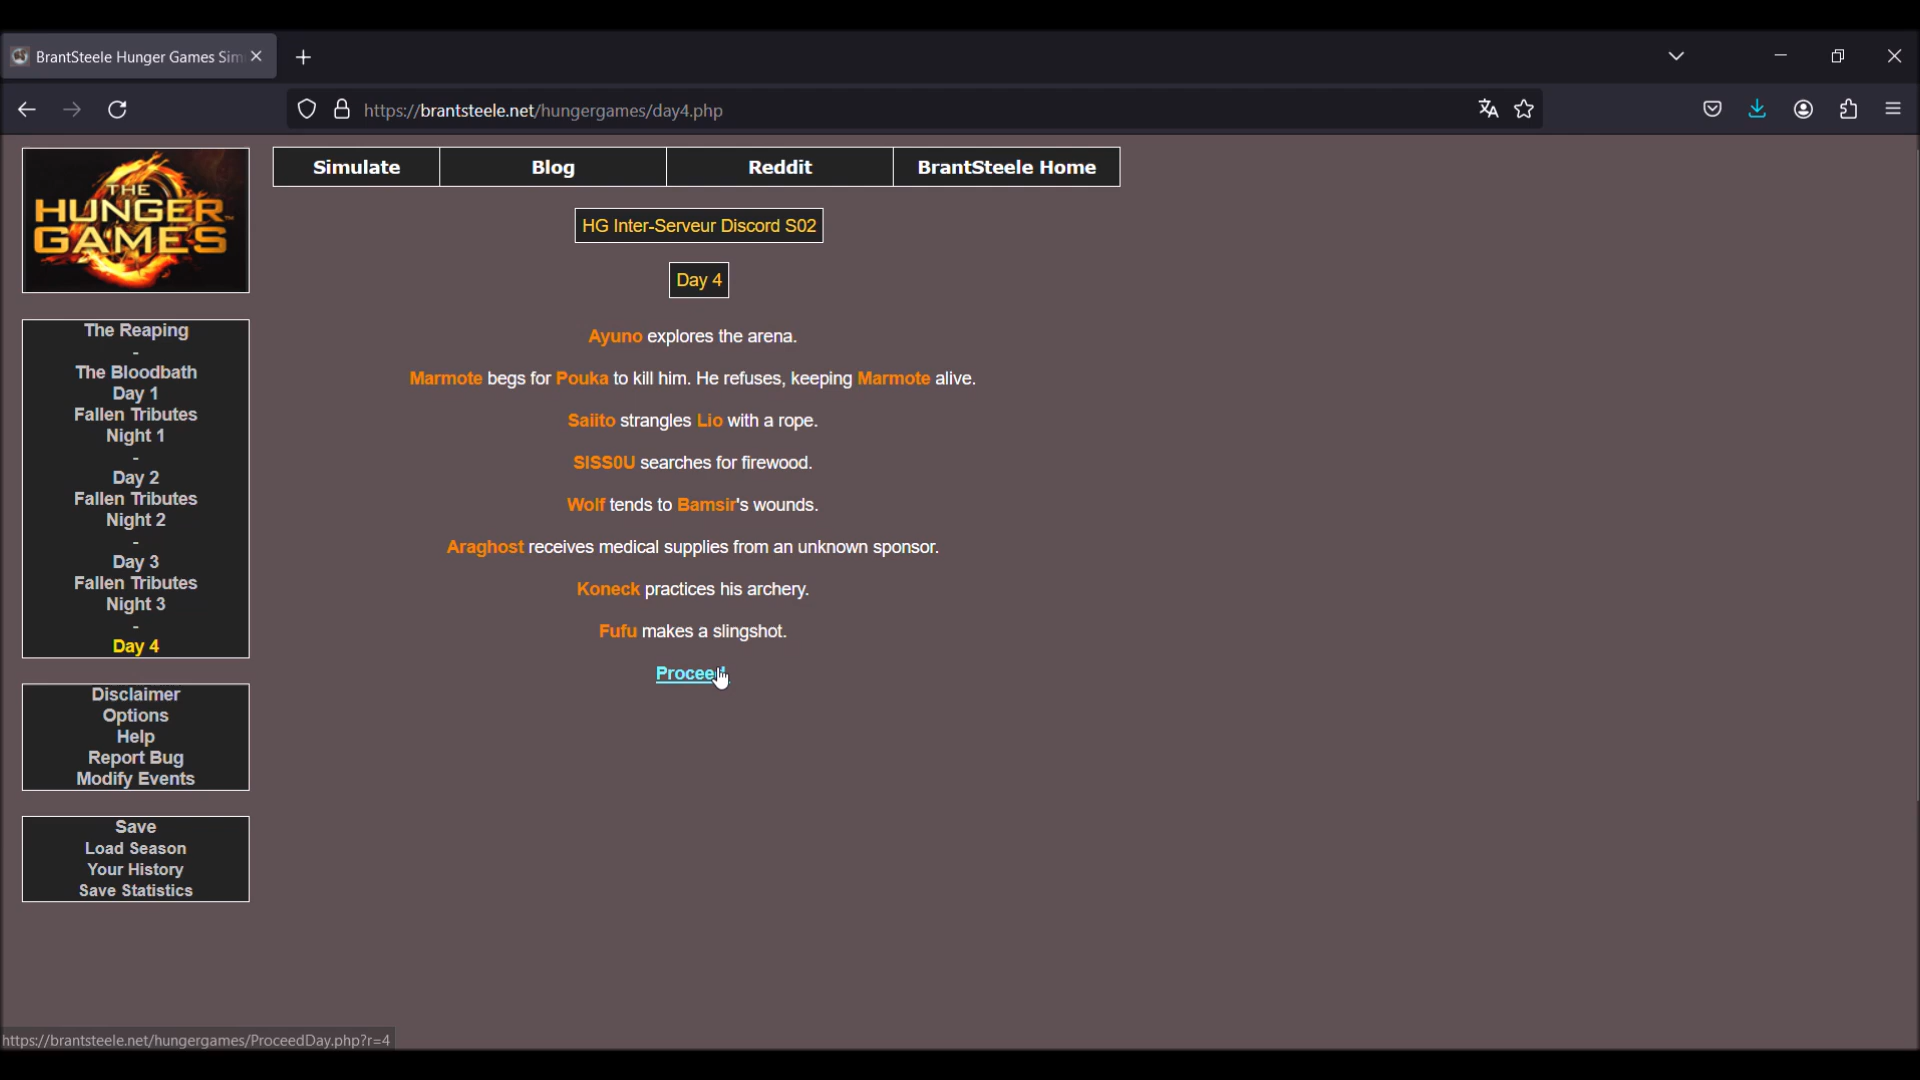 BrantSteele Hunger Games Sim
https://brantsteele.net/hungergames/day4.php
THE
HUNGER
GAMES
Simulate
Blog
Reddit
BrantSteele Home
HG Inter-Serveur Discord S02
Day 4
Ayuno explores the arena.
Marmote begs for Pouka to kill him. He refuses, keeping Marmote alive.
Saiito strangles Lio with a rope.
SISS0U searches for firewood.
Wolf tends to Bamsir's wounds.
Araghost receives medical supplies from an unknown sponsor.
Koneck practices his archery.
Fufu makes a slingshot.
Proceed.
The Reaping
-
The Bloodbath
Day 1
Fallen Tributes
Night 1
-
Day 2
Fallen Tributes
Night 2
-
Day 3
Fallen Tributes
Night 3
-
Day 4
Disclaimer
Options
Help
Report Bug
Modify Events
Save
Load Season
Your History
Save Statistics
https://brantsteele.net/hungergames/ProceedDay.php?r=4